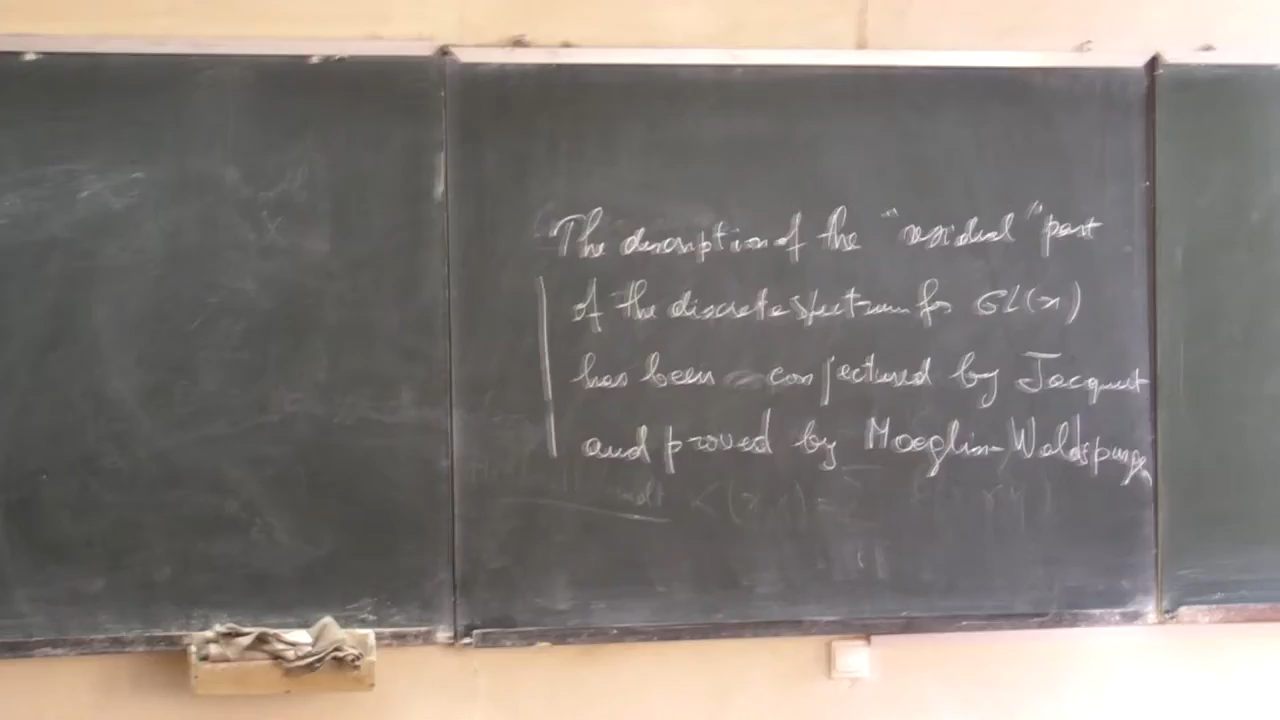 The description of the "residual" part
of the discrete spectrum for GL(n)
has been conjectured by Jacquet
and proved by Moeglin-Waldspurger